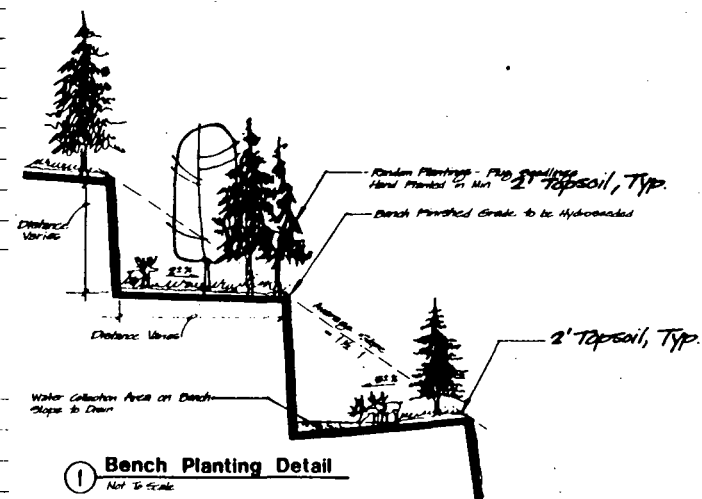 Random Plantings - Plug Seedlings
Hand Planted in Min 2' Topsoil, Typ.
Bench Finished Grade to be Hydroseeded
Distance
Varies
Distance Varies
Average Slope
2' Topsoil, Typ.
Water Collection Area on Bench
Slope to Drain
1 Bench Planting Detail
Not To Scale